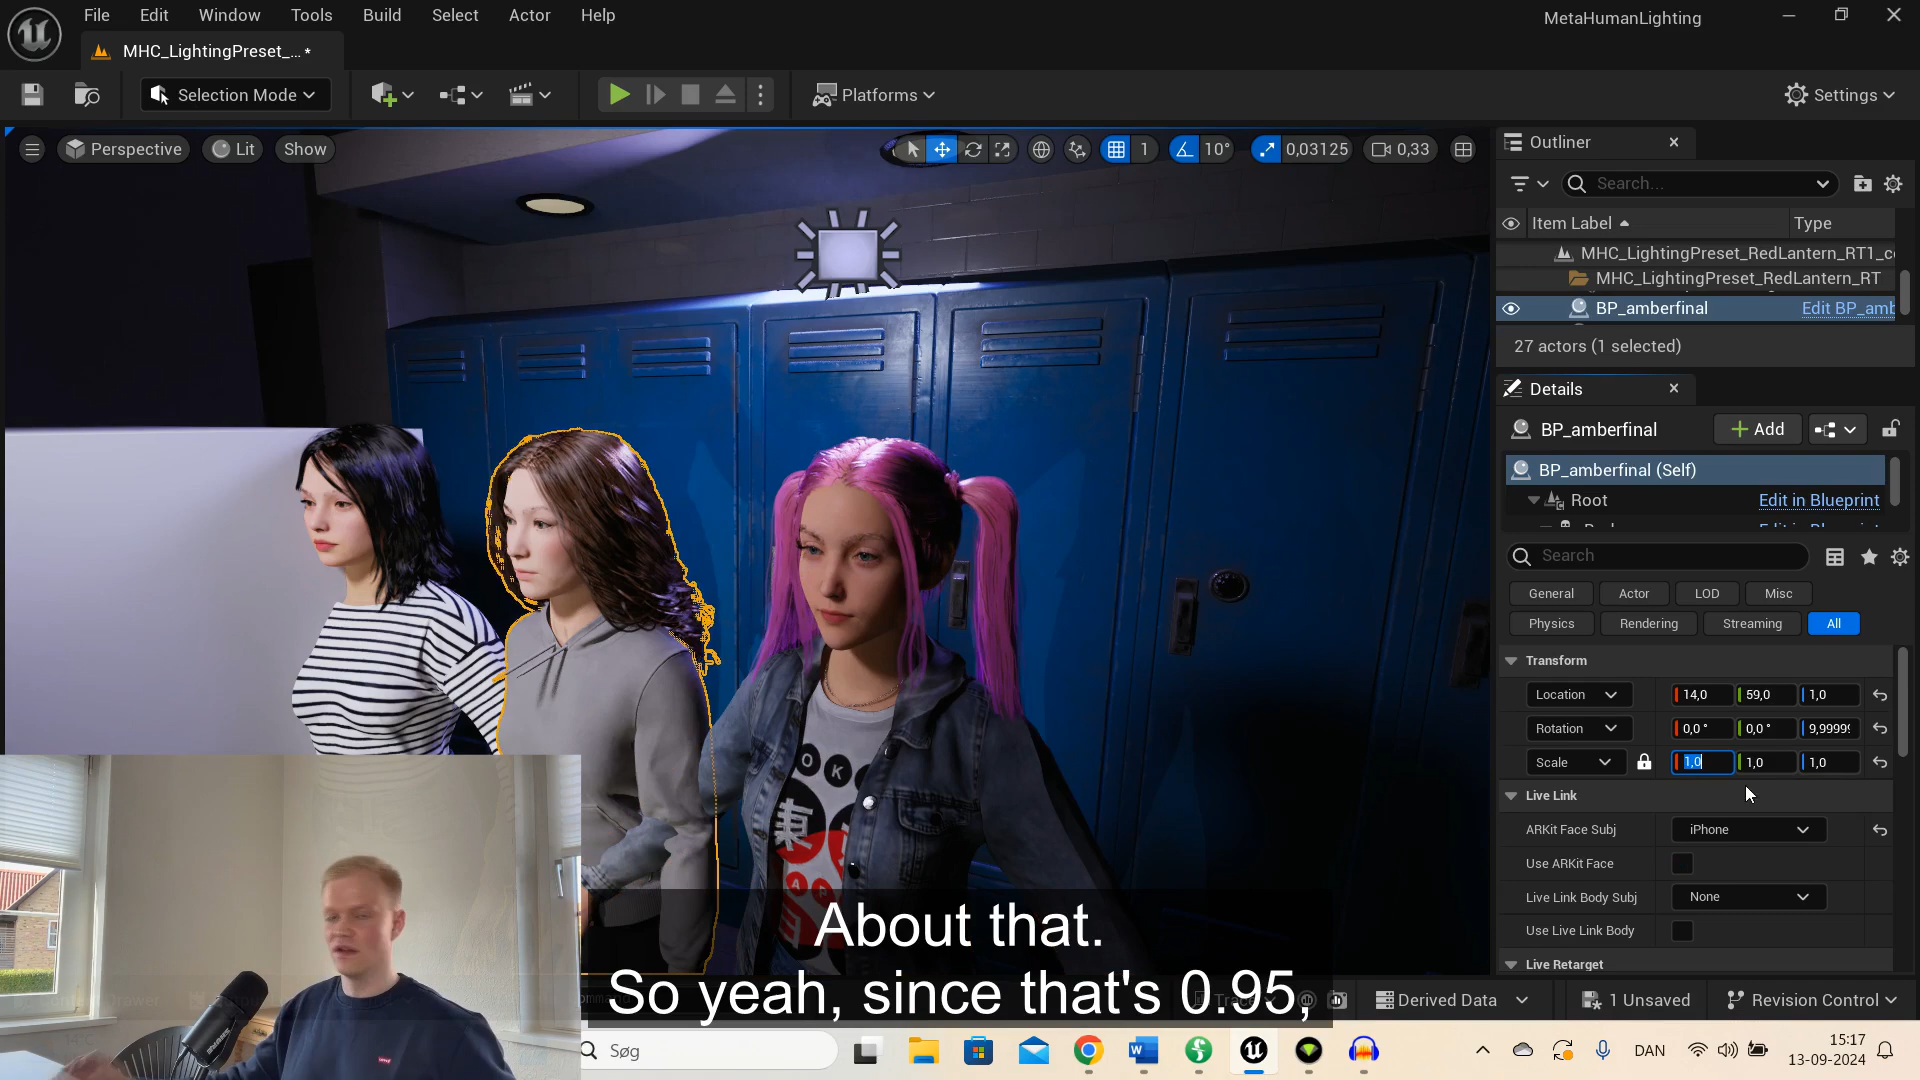 File Edit Window Tools Build Select Actor Help
MetaHumanLighting
MHC_LightingPreset_... •
Selection Mode
Platforms
Settings
Perspective Lit Show
1 10° 0,03125 0,33
Outliner
Search...
Item Label Type
MHC_LightingPreset_RedLantern_RT1_c
MHC_LightingPreset_RedLantern_RT
BP_amberfinal Edit BP_amb
27 actors (1 selected)
Details
BP_amberfinal Add
BP_amberfinal (Self)
Root Edit in Blueprint
Search
General Actor LOD Misc
Physics Rendering Streaming All
Transform
Location 14,0 59,0 1,0
Rotation 0,0 ° 0,0 ° 9,99999
Scale 1,0 1,0 1,0
Live Link
ARKit Face Subj iPhone
Use ARKit Face
Live Link Body Subj None
Use Live Link Body
Live Retarget
東
About that.
So yeah, since that's 0.95,
Derived Data 1 Unsaved Revision Control
Søg
DAN
15:17
13-09-2024